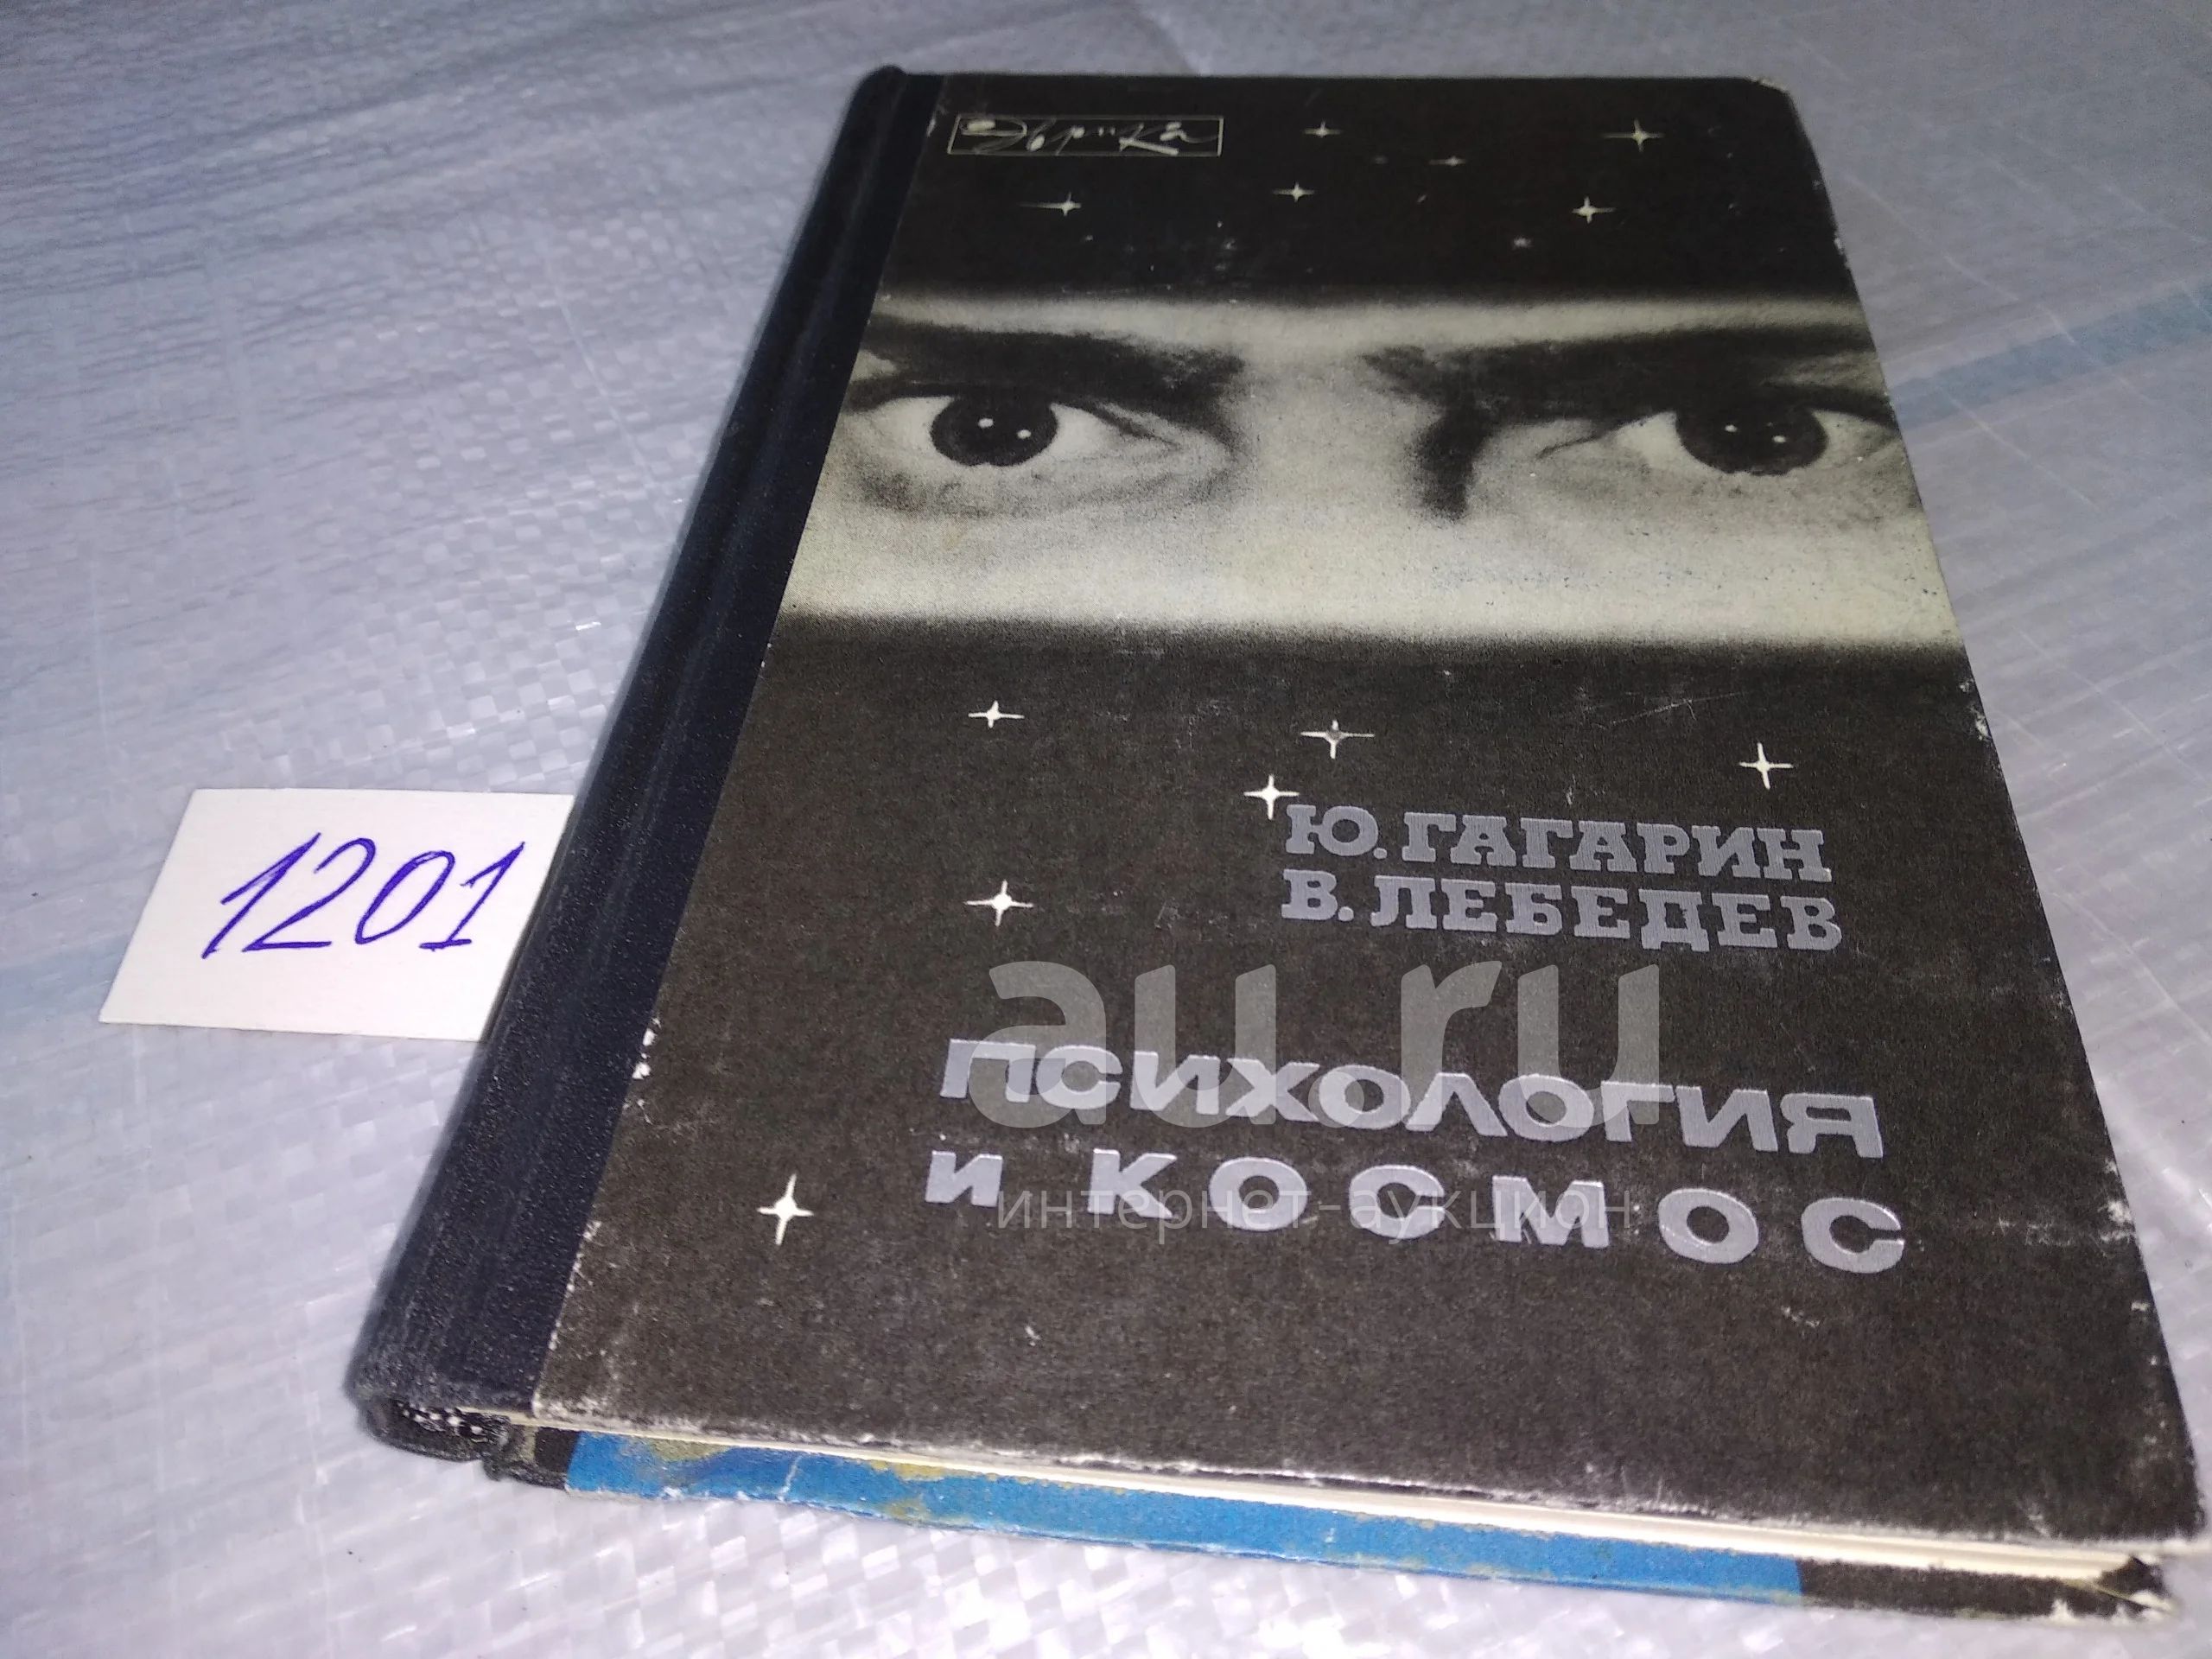 Эврика
Ю. ГАГАРИН
В. ЛЕБЕДЕВ
1201
au.ru
ПСИХОЛОГИЯ
и КОСМОС
интернет-аукцион